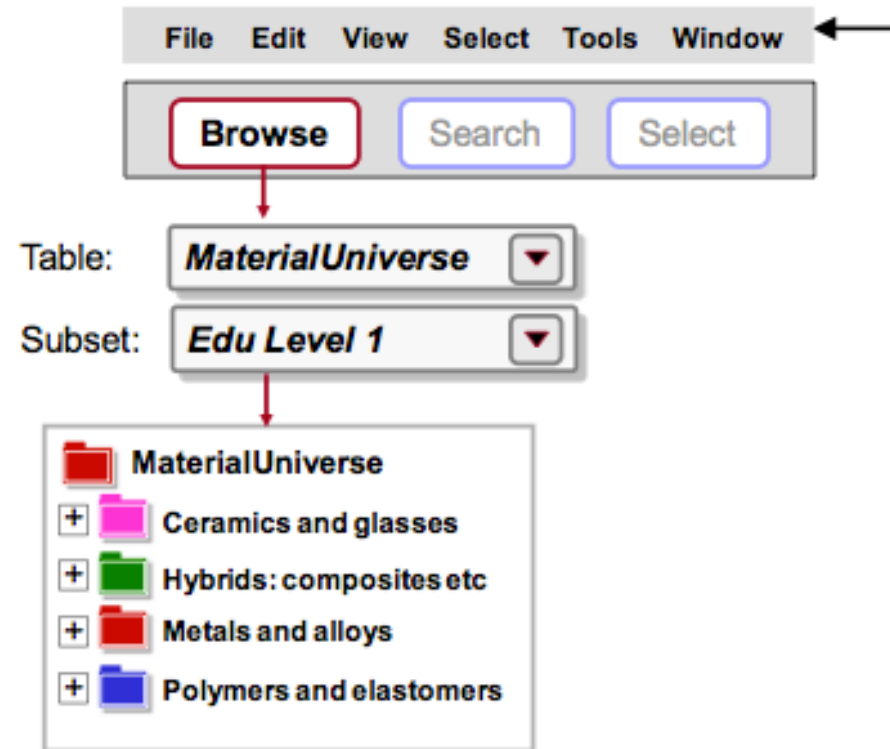 File Edit View Select Tools Window
Browse Search Select
Table: MaterialUniverse
Subset: Edu Level 1
MaterialUniverse
Ceramics and glasses
Hybrids: composites etc
Metals and alloys
Polymers and elastomers